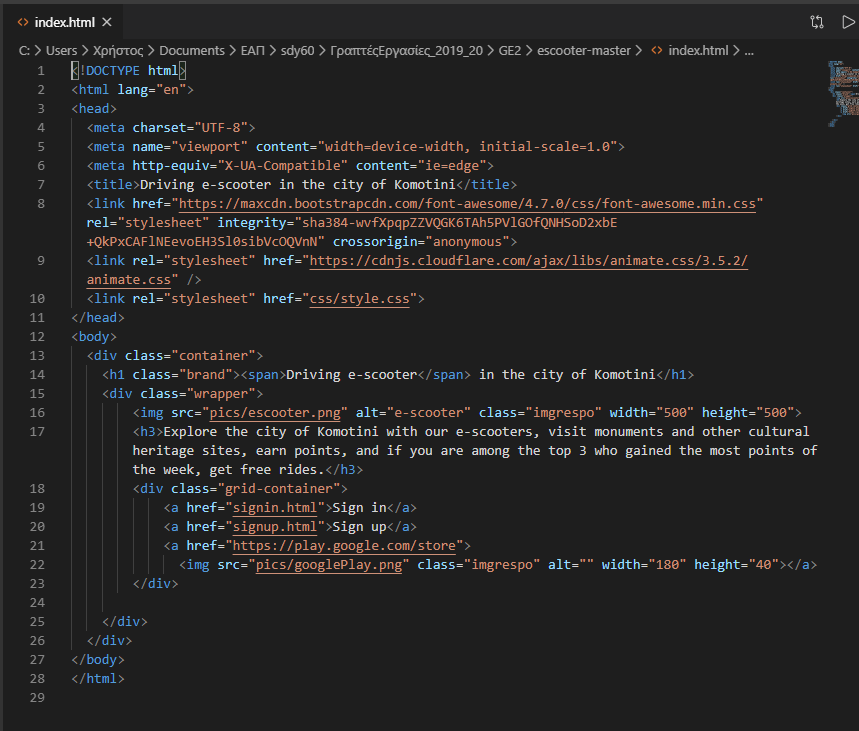 index.html
C: > Users > Χρήστος > Documents > ΕΑΠ > sdy60 > ΓραπτέςΕργασίες_2019_20 > GE2 > escooter-master > index.html > ...
1 <!DOCTYPE html>
2 <html lang="en">
3 <head>
4 <meta charset="UTF-8">
5 <meta name="viewport" content="width=device-width, initial-scale=1.0">
6 <meta http-equiv="X-UA-Compatible" content="ie=edge">
7 <title>Driving e-scooter in the city of Komotini</title>
8 <link href="https://maxcdn.bootstrapcdn.com/font-awesome/4.7.0/css/font-awesome.min.css"
rel="stylesheet" integrity="sha384-wvfXpqpZZVQGK6TAh5PVlGOfQNHSoD2xbE
+QkPxCAFlNEevoEH3Sl0sibVcOQVnN" crossorigin="anonymous">
9 <link rel="stylesheet" href="https://cdnjs.cloudflare.com/ajax/libs/animate.css/3.5.2/
animate.css" />
10 <link rel="stylesheet" href="css/style.css">
11 </head>
12 <body>
13 <div class="container">
14 <h1 class="brand"><span>Driving e-scooter</span> in the city of Komotini</h1>
15 <div class="wrapper">
16 <img src="pics/escooter.png" alt="e-scooter" class="imgrespo" width="500" height="500">
17 <h3>Explore the city of Komotini with our e-scooters, visit monuments and other cultural
heritage sites, earn points, and if you are among the top 3 who gained the most points of
the week, get free rides.</h3>
18 <div class="grid-container">
19 <a href="signin.html">Sign in</a>
20 <a href="signup.html">Sign up</a>
21 <a href="https://play.google.com/store">
22 <img src="pics/googlePlay.png" class="imgrespo" alt="" width="180" height="40"></a>
23 </div>
24
25 </div>
26 </div>
27 </body>
28 </html>
29